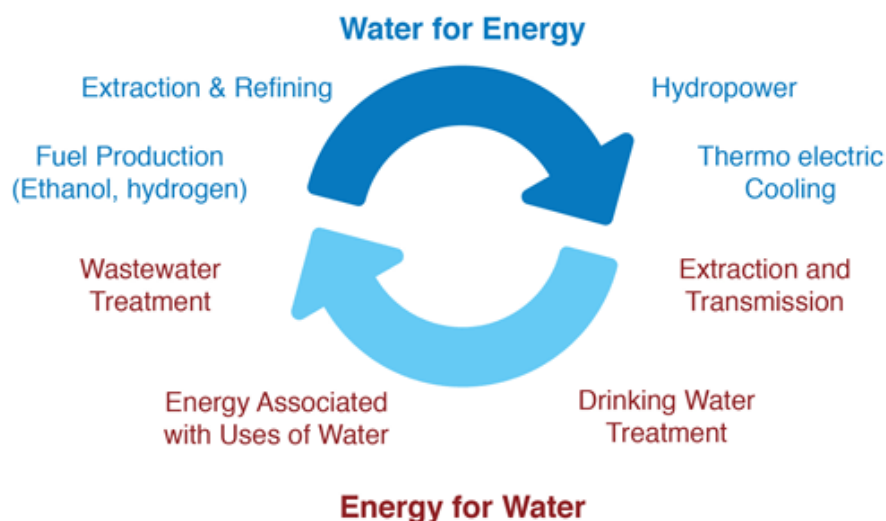 Water for Energy
Extraction & Refining
Hydropower
Fuel Production
(Ethanol, hydrogen)
Thermo electric
Cooling
Wastewater
Treatment
Extraction and
Transmission
Energy Associated
with Uses of Water
Drinking Water
Treatment
Energy for Water